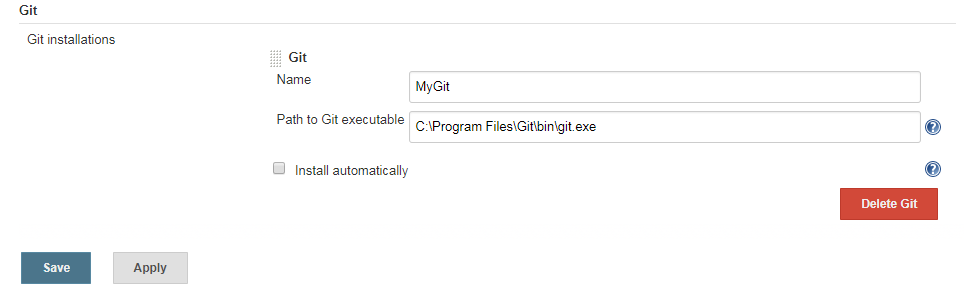 Git
Git installations
Git
Name
MyGit
Path to Git executable
C:\Program Files\Git\bin\git.exe
?
Install automatically
?
Delete Git
Save
Apply